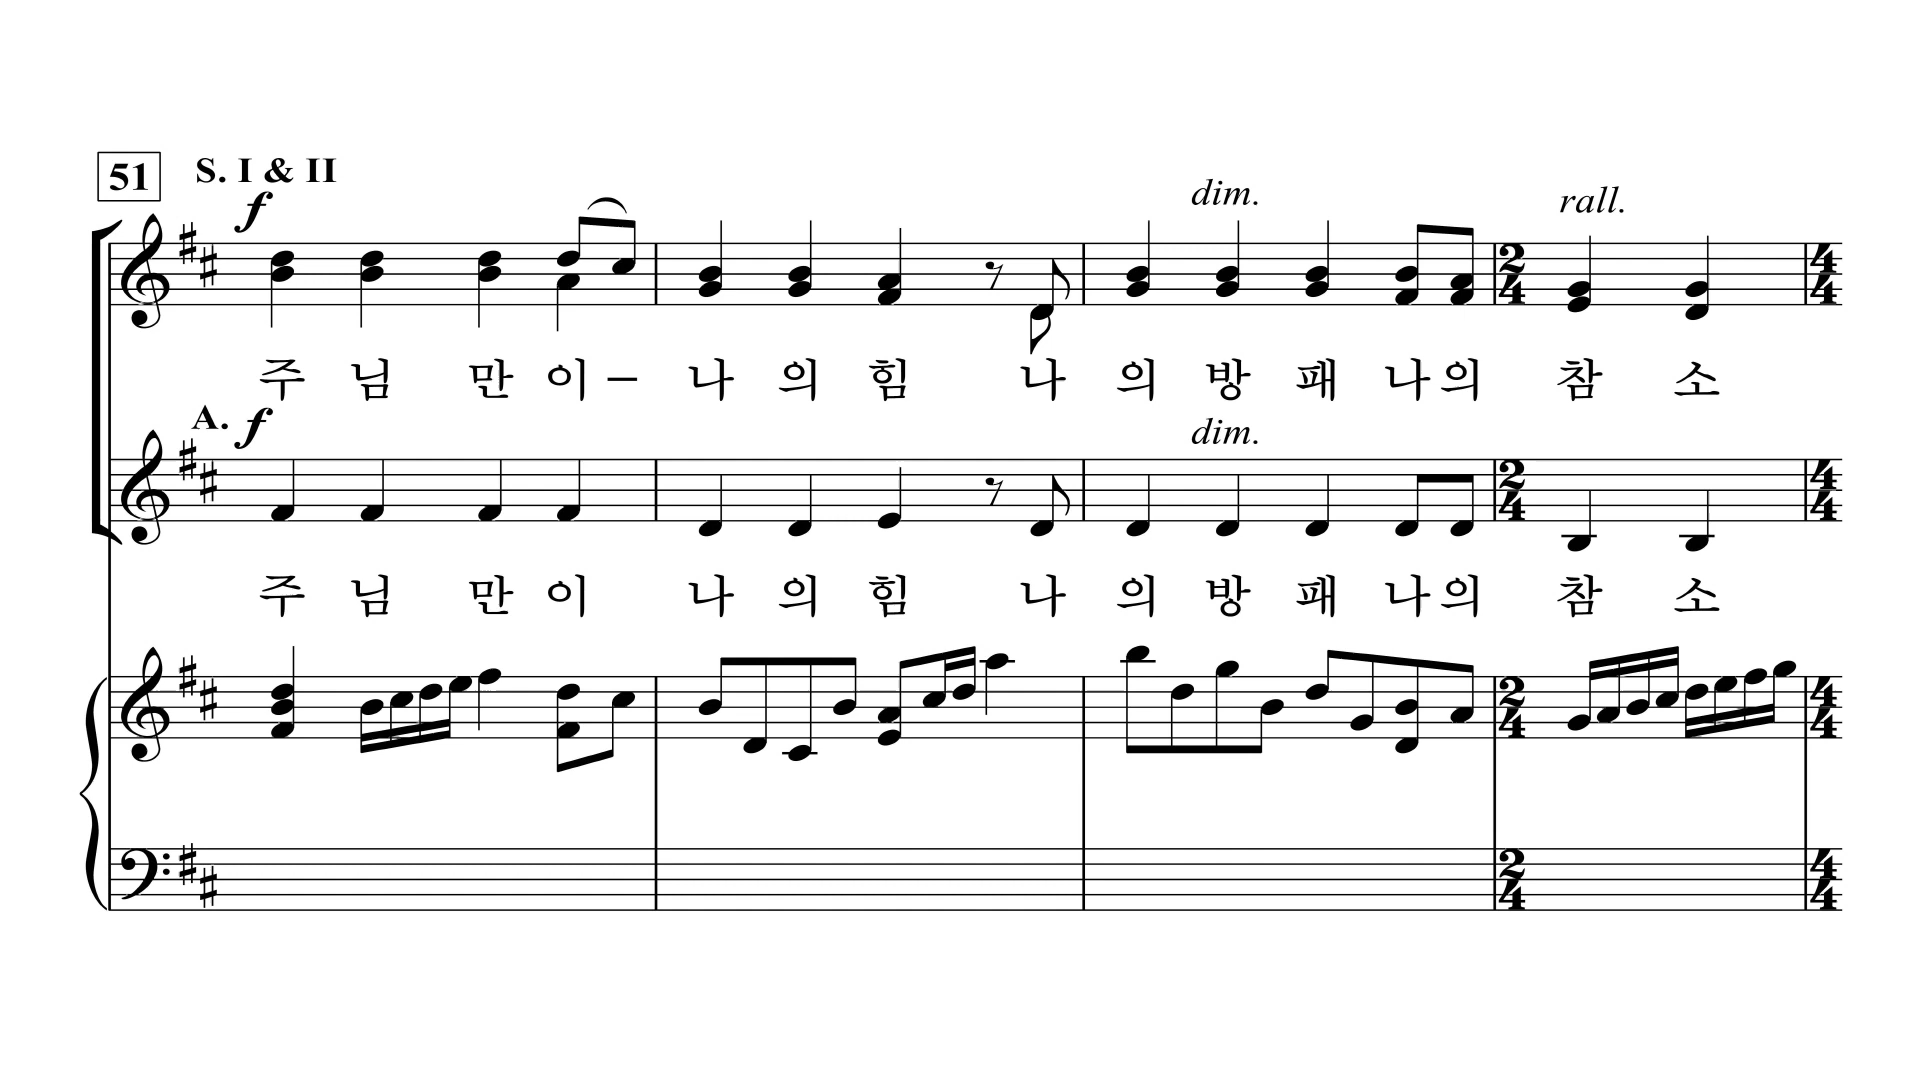 51 S. I & II
f
dim.
rall.
주 님 만 이 – 나 의 힘 나 의 방 패 나 의 참 소
A. f
dim.
주 님 만 이 나 의 힘 나 의 방 패 나 의 참 소